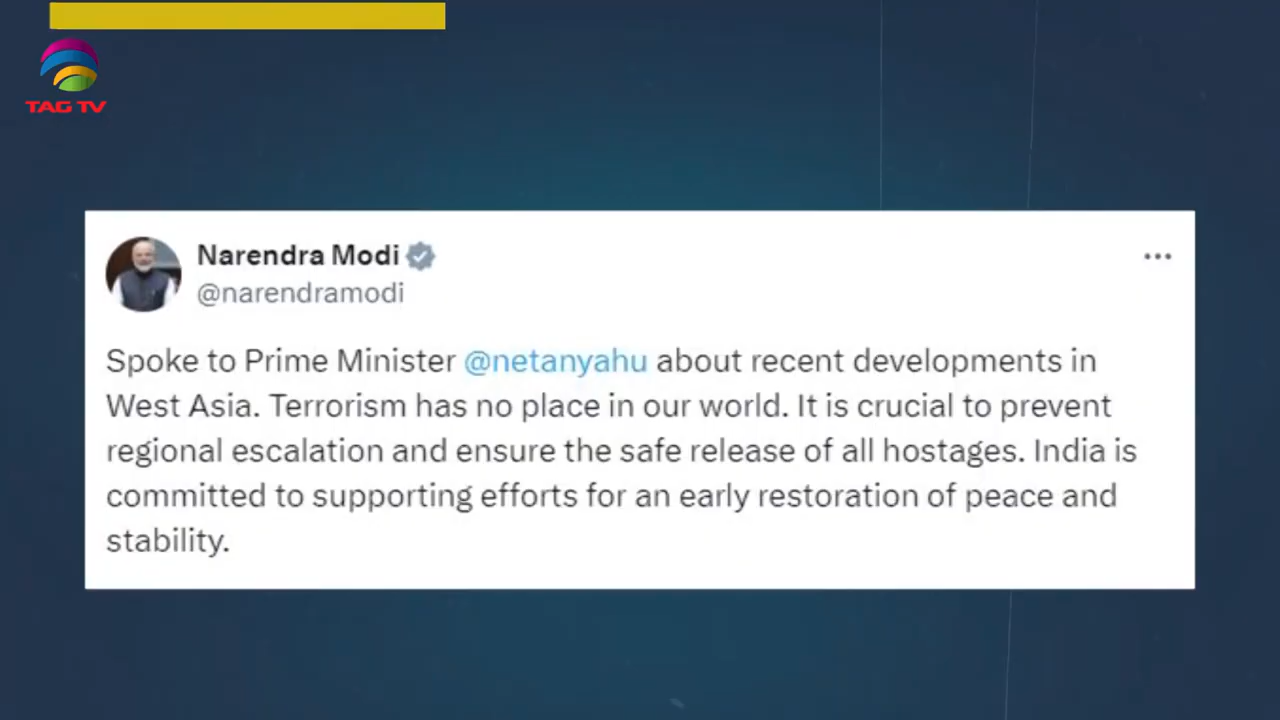 TAG TV
Narendra Modi
@narendramodi
Spoke to Prime Minister @netanyahu about recent developments in
West Asia. Terrorism has no place in our world. It is crucial to prevent
regional escalation and ensure the safe release of all hostages. India is
committed to supporting efforts for an early restoration of peace and
stability.